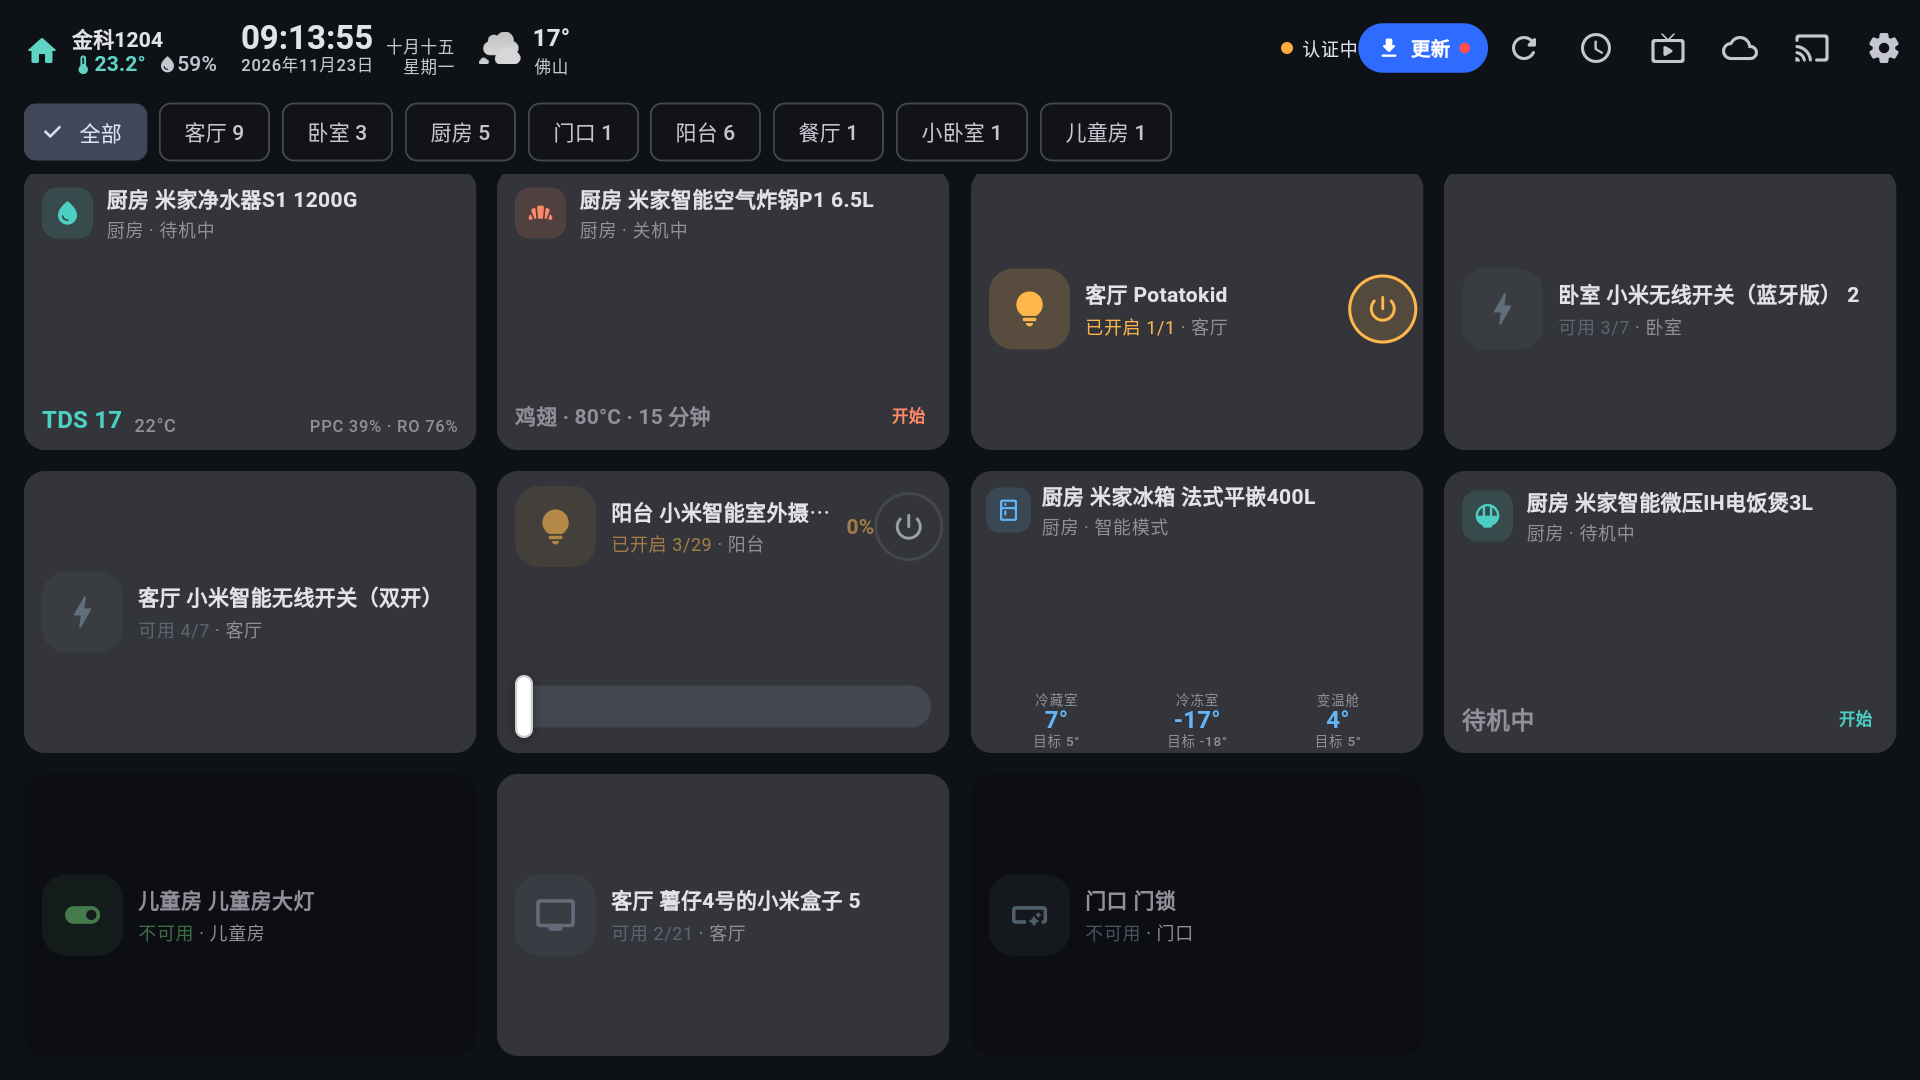 金科1204
23.2° 59%
09:13:55
2026年11月23日
十月十五
星期一
17°
佛山
认证中
更新
全部
客厅 9
卧室 3
厨房 5
门口 1
阳台 6
餐厅 1
小卧室 1
儿童房 1
厨房 米家净水器S1 1200G
厨房 · 待机中
TDS 17 22°C PPC 39% · RO 76%
厨房 米家智能空气炸锅P1 6.5L
厨房 · 关机中
鸡翅 · 80°C · 15 分钟 开始
客厅 Potatokid
已开启 1/1 · 客厅
卧室 小米无线开关（蓝牙版） 2
可用 3/7 · 卧室
客厅 小米智能无线开关（双开）
可用 4/7 · 客厅
阳台 小米智能室外摄… 0%
已开启 3/29 · 阳台
厨房 米家冰箱 法式平嵌400L
厨房 · 智能模式
冷藏室 冷冻室 变温舱
7° -17° 4°
目标 5° 目标 -18° 目标 5°
厨房 米家智能微压IH电饭煲3L
厨房 · 待机中
待机中 开始
儿童房 儿童房大灯
不可用 · 儿童房
客厅 薯仔4号的小米盒子 5
可用 2/21 · 客厅
门口 门锁
不可用 · 门口